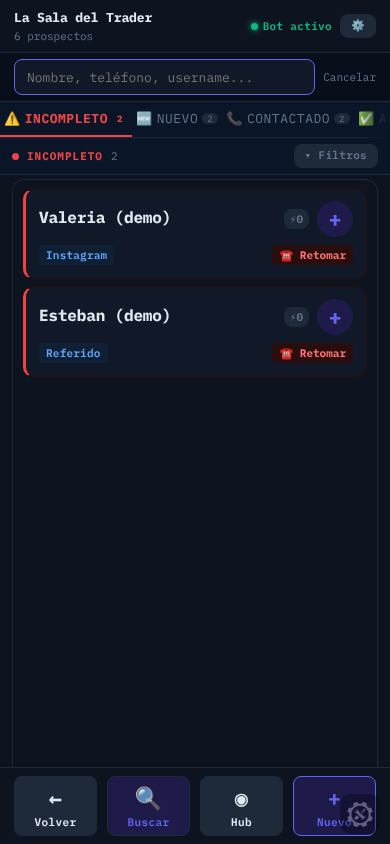 La Sala del Trader
6 prospectos
Bot activo
Nombre, teléfono, username...
Cancelar
INCOMPLETO 2
NUEVO 2
CONTACTADO 2
INCOMPLETO 2
▾ Filtros
Valeria (demo)
⚡0
+
Instagram
☎ Retomar
Esteban (demo)
⚡0
+
Referido
☎ Retomar
← Volver
Buscar
Hub
+ Nuevo